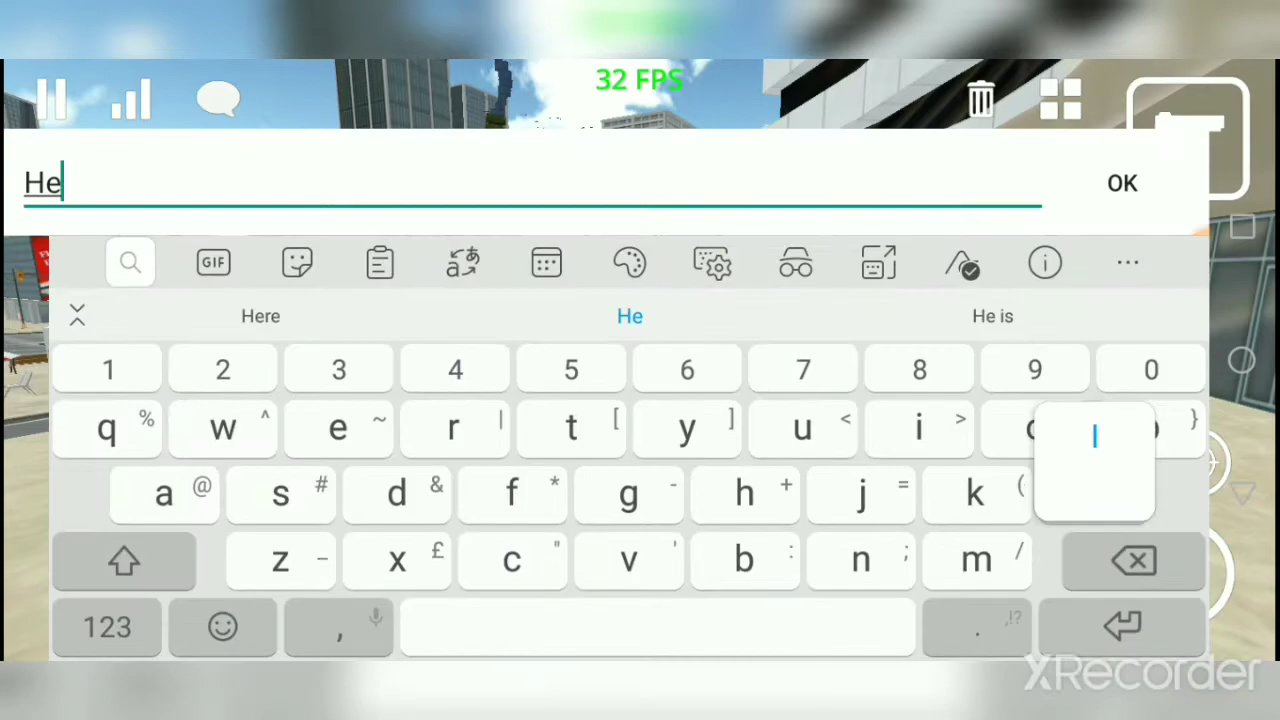 32 FPS
He
OK
GIF
Here He He is
1 2 3 4 5 6 7 8 9 0
q % w ^ e ~ r | t [ y ] u < i > }
l
a @ s # d & f * g - h + j = k (
z _ x £ c " v ' b : n ; m /
123 , . ,!?
XRecorder